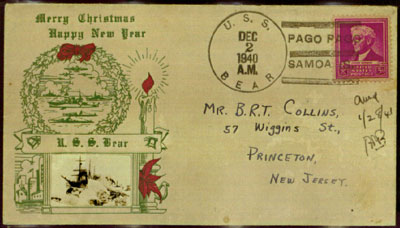 Merry Christmas
Happy New Year
U. S. S. Bear
U. S. S.
DEC
2
1940
A.M.
BEAR
PAGO PAGO
SAMOA
MR. B.R.T. COLLINS,
57 Wiggins St.,
PRINCETON,
NEW JERSEY.